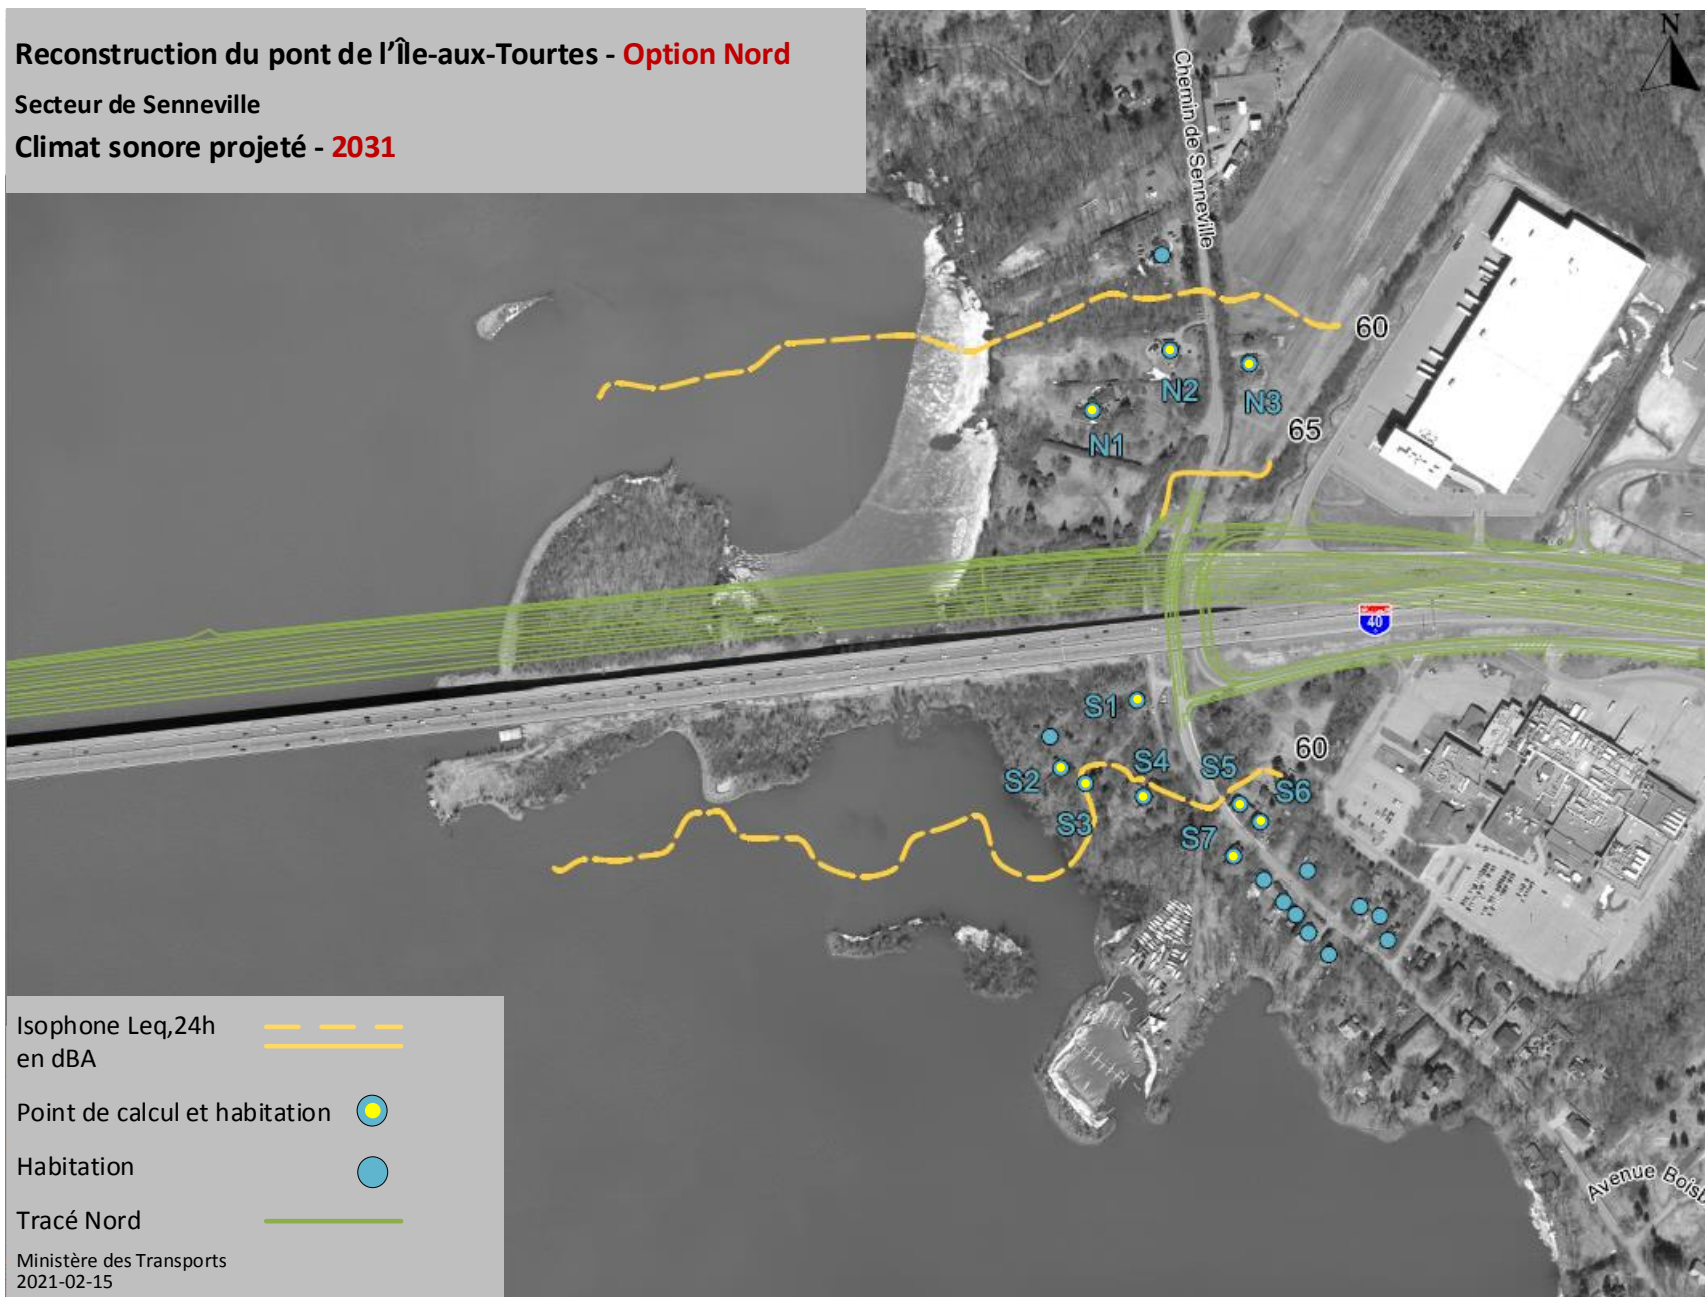 Reconstruction du pont de l'Île-aux-Tourtes - Option Nord
Secteur de Senneville
Climat sonore projeté - 2031
N
Chemin de Senneville
60
N2
N3
N1
65
40
S1
60
S4
S5
S2
S6
S3
S7
Isophone Leq,24h
en dBA
Point de calcul et habitation
Habitation
Tracé Nord
Ministère des Transports
2021-02-15
Avenue